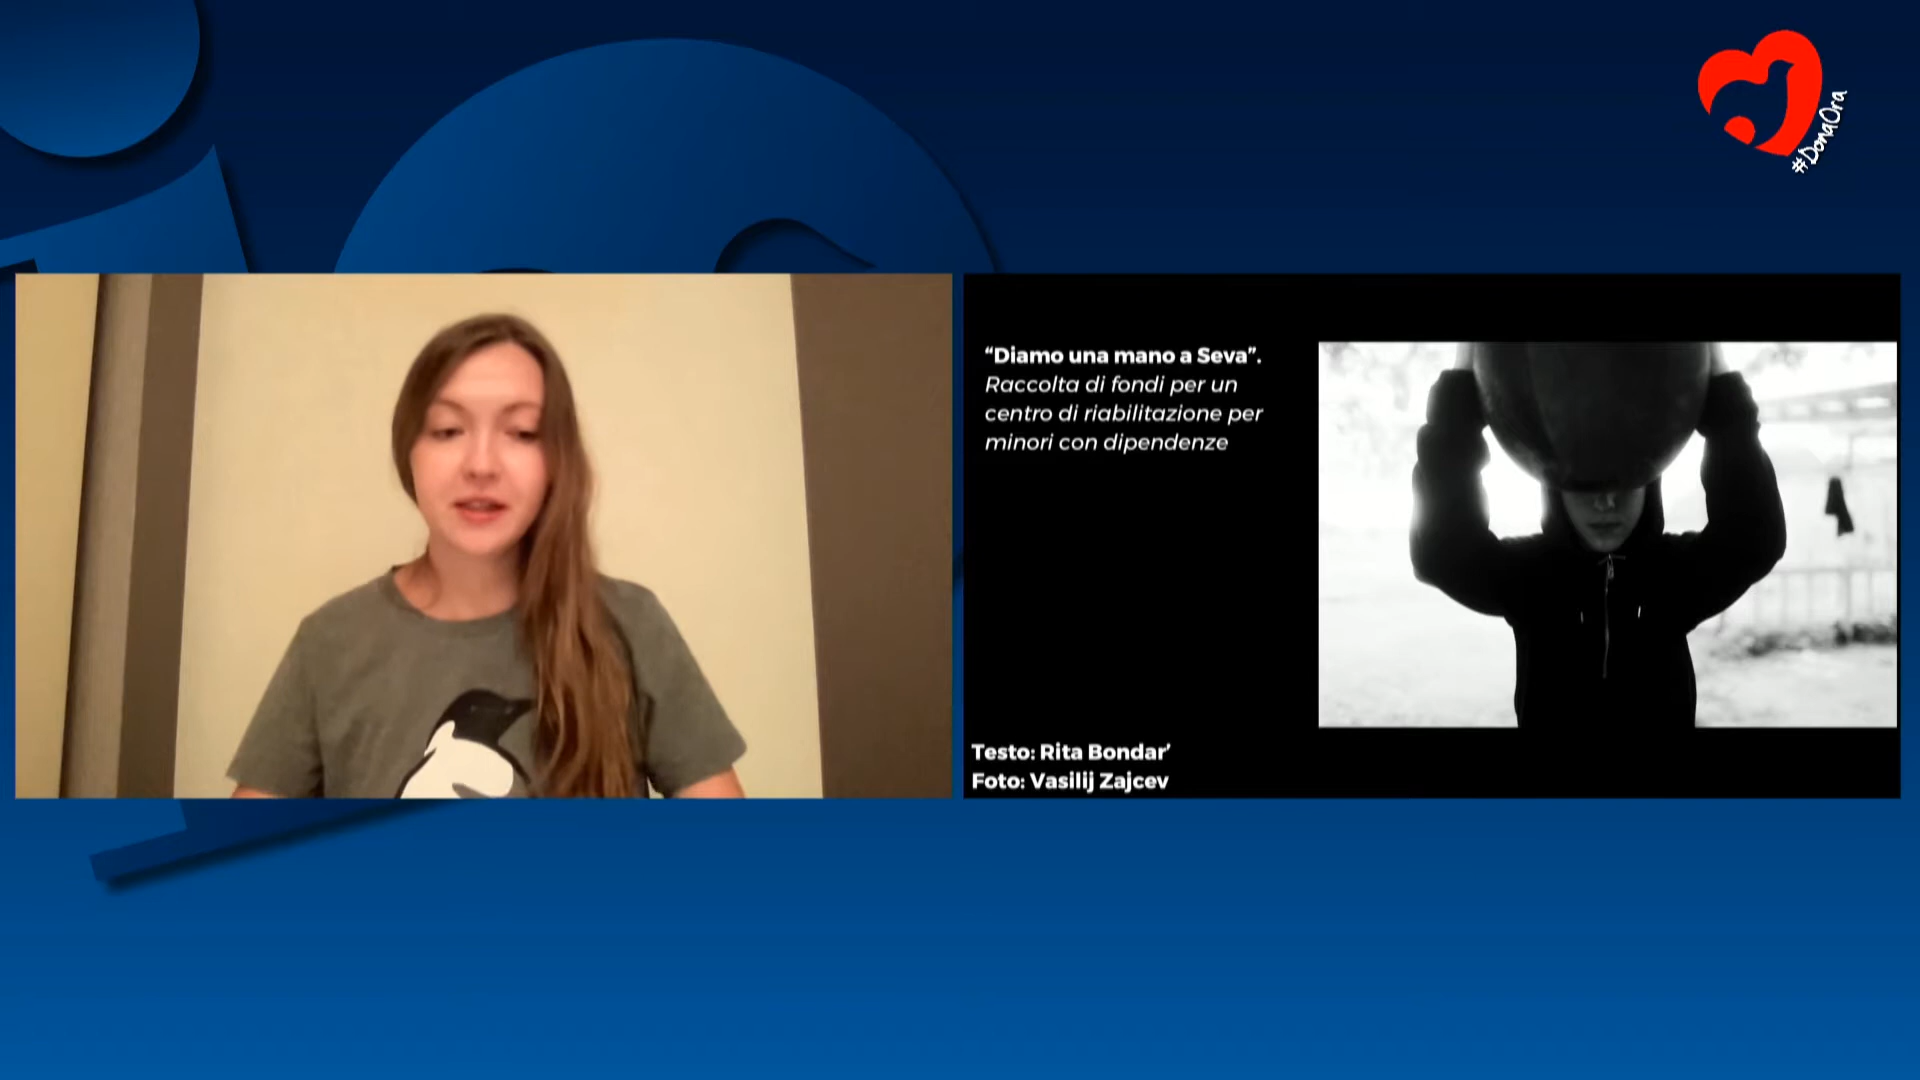 #DonaOra
“Diamo una mano a Seva”.
Raccolta di fondi per un
centro di riabilitazione per
minori con dipendenze
Testo: Rita Bondar’
Foto: Vasilij Zajcev